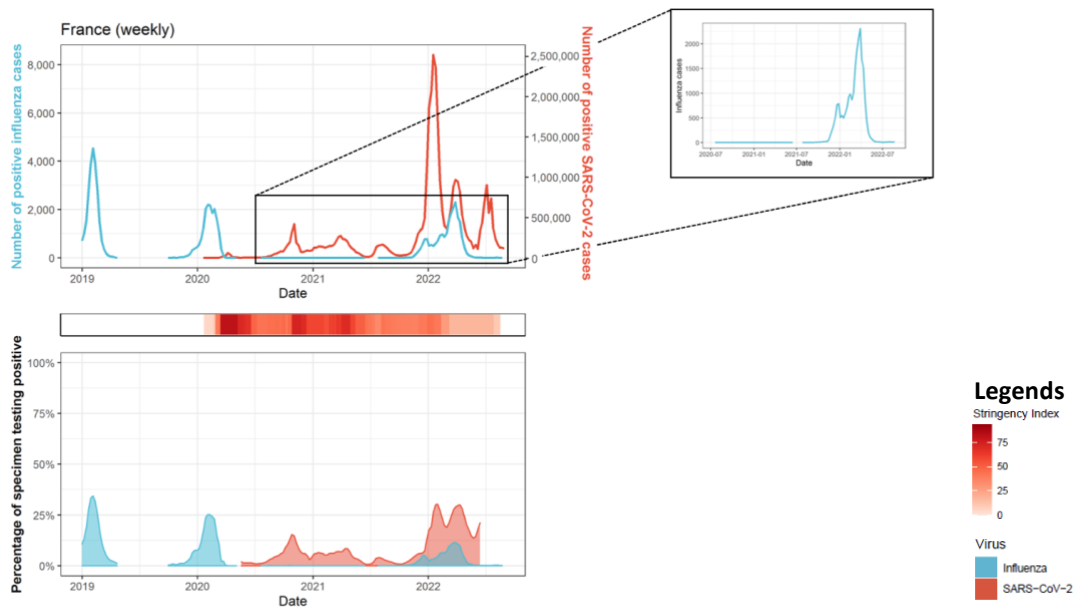 France (weekly)
Number of positive influenza cases
8,000
6,000
4,000
2,000
0
2,500,000
2,000,000
1,500,000
1,000,000
500,000
0
Number of positive SARS-CoV-2 cases
2019
2020
2021
2022
Date
Influenza cases
2000
1500
1000
500
0
2020-07
2021-01
2021-07
2022-01
2022-07
Date
Percentage of specimen testing positive
100%
75%
50%
25%
0%
2019
2020
2021
2022
Date
Legends
Stringency Index
75
50
25
0
Virus
Influenza
SARS-CoV-2